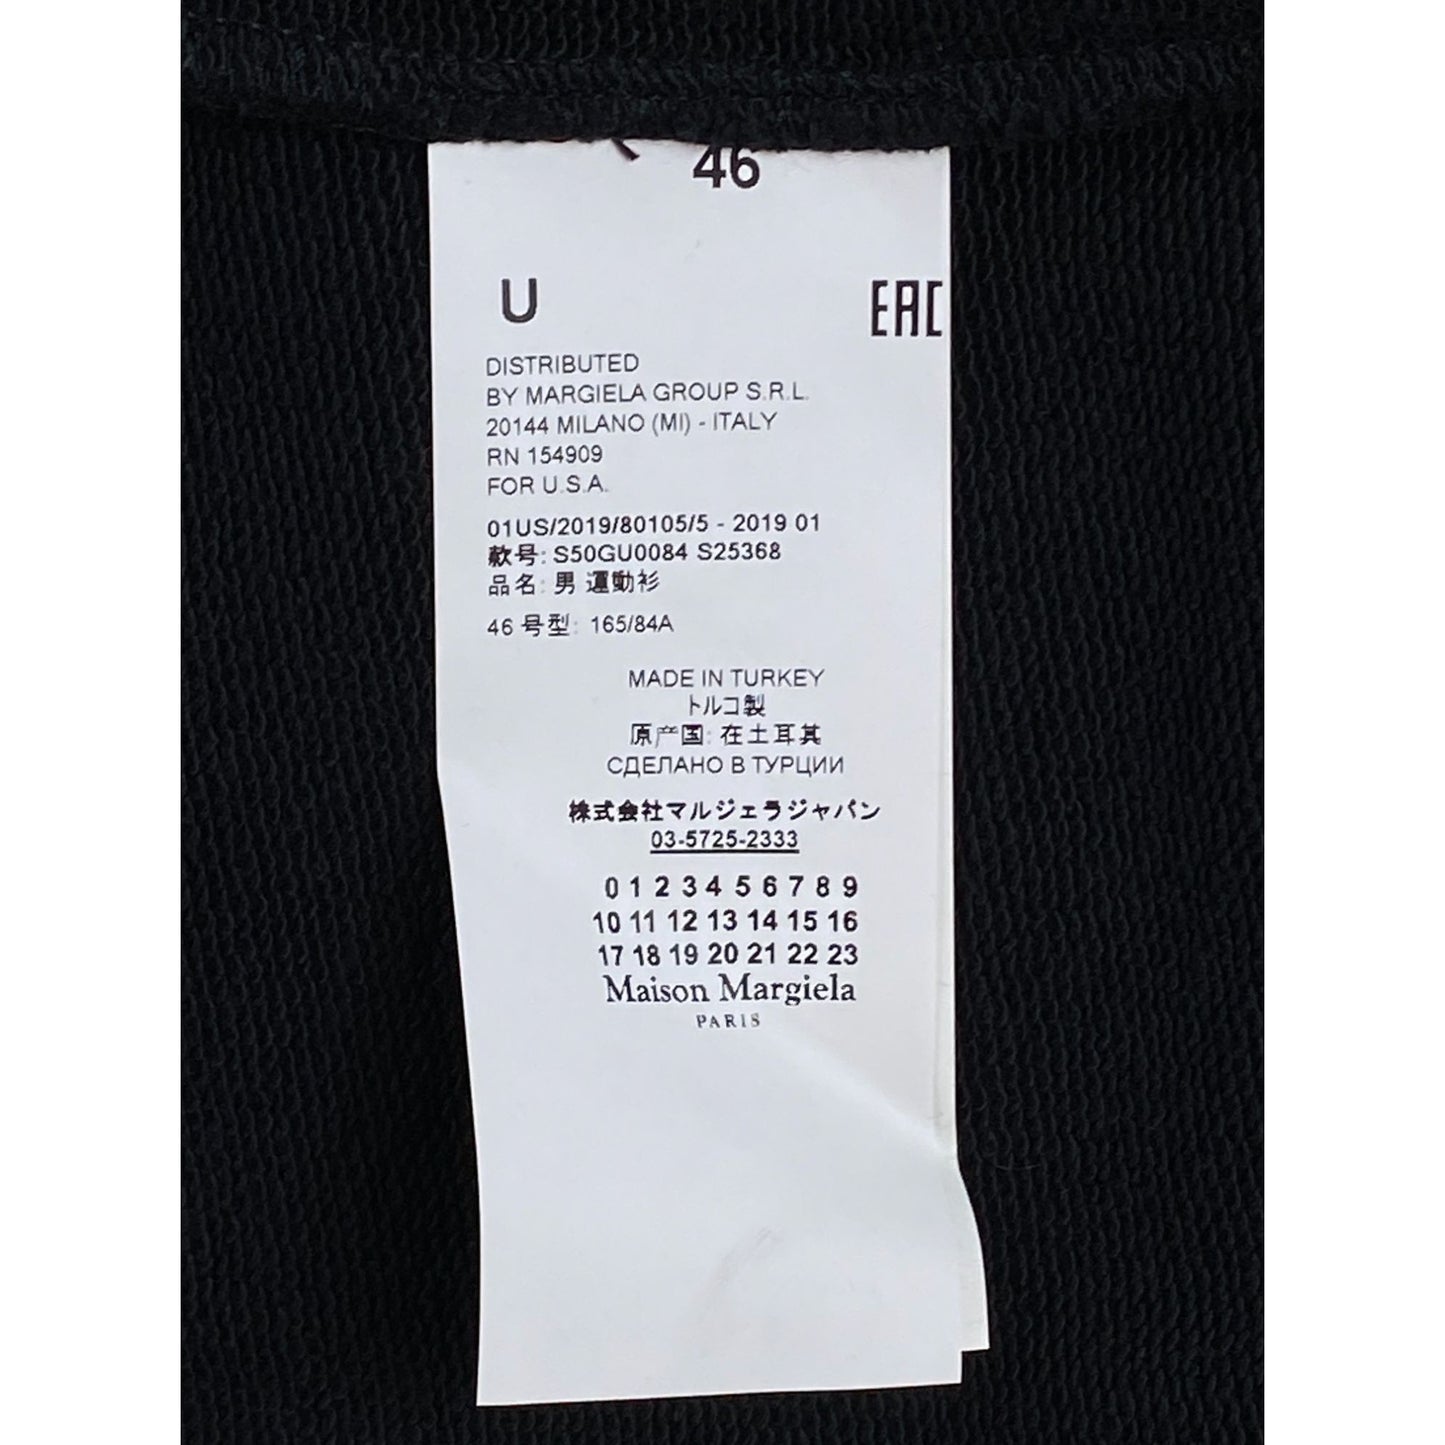 46
U
EAC
DISTRIBUTED
BY MARGIELA GROUP S.R.L.
20144 MILANO (MI) - ITALY
RN 154909
FOR U.S.A.
01US/2019/80105/5 - 2019 01
款号: S50GU0084 S25368
品名: 男 運動衫
46 号型: 165/84A
MADE IN TURKEY
トルコ製
原产国: 在土耳其
СДЕЛАНО В ТУРЦИИ
株式会社マルジェラジャパン
03-5725-2333
0 1 2 3 4 5 6 7 8 9
10 11 12 13 14 15 16
17 18 19 20 21 22 23
Maison Margiela
PARIS